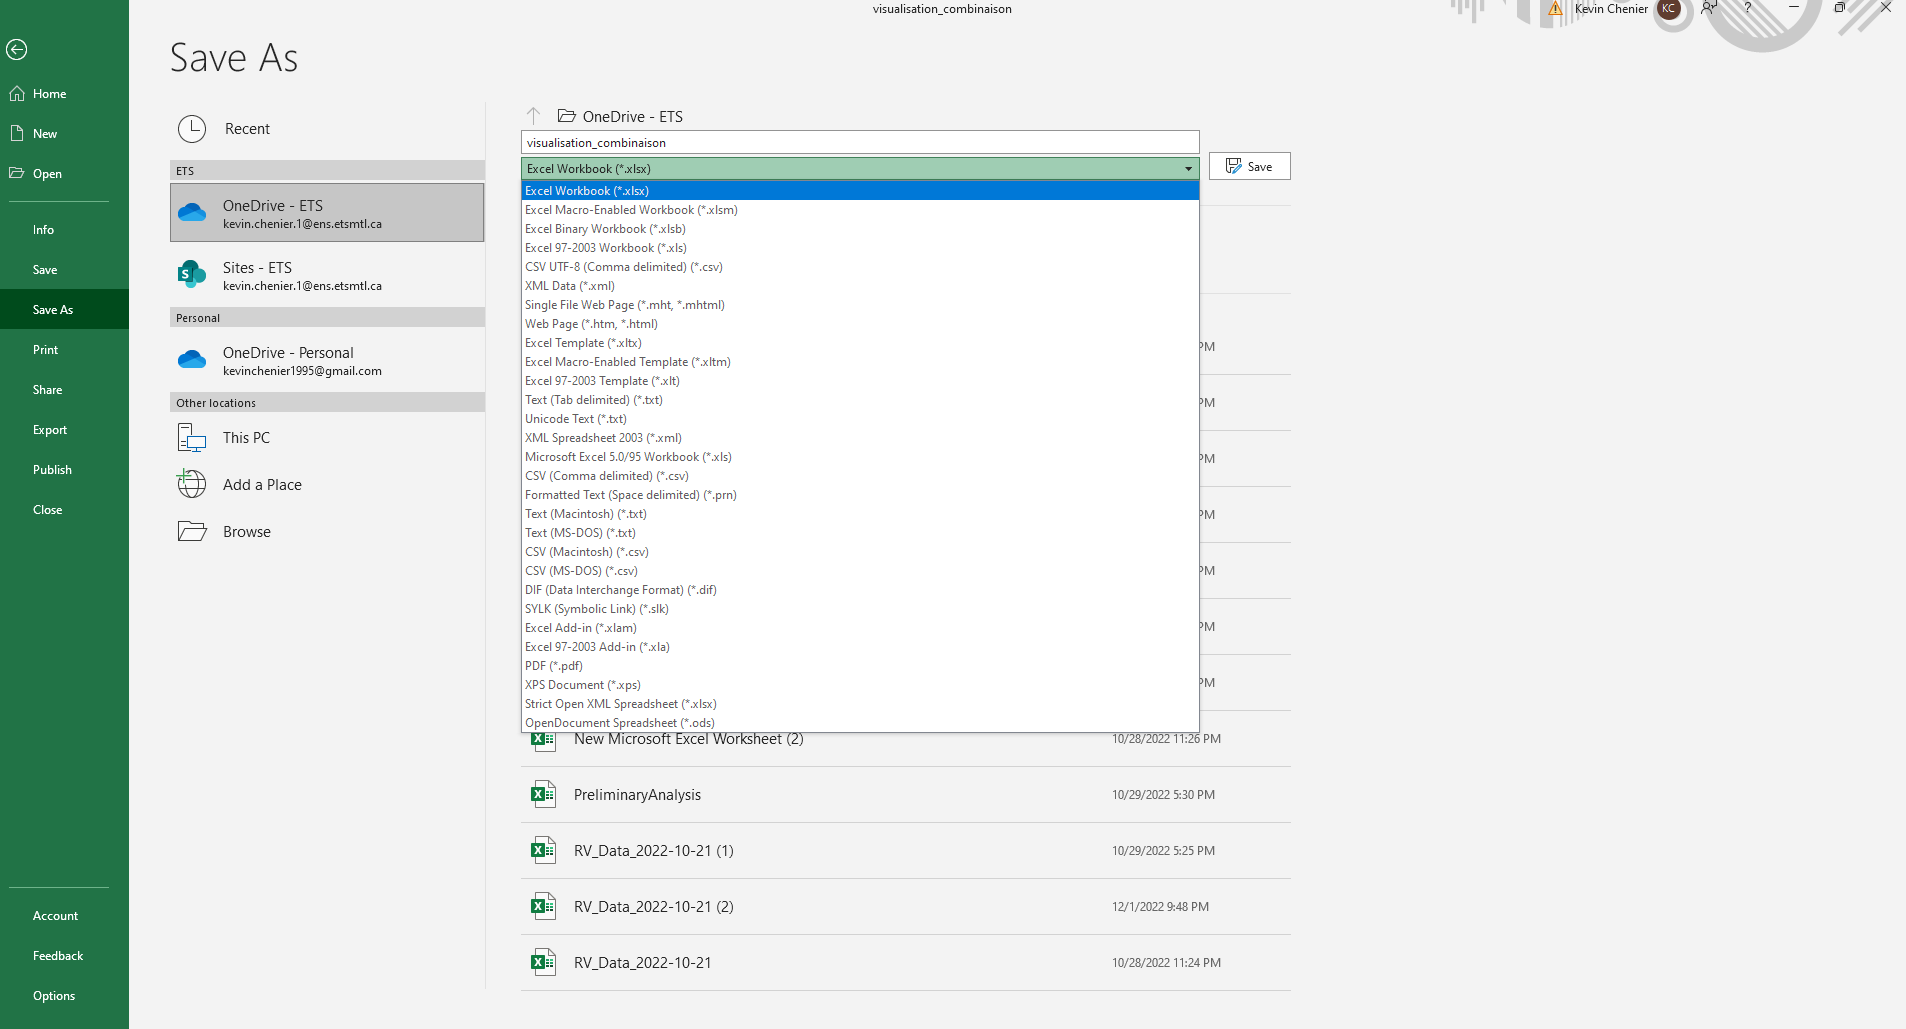 visualisation_combinaison
Kevin Chenier
KC
?
Save As
Home
New
Open
Info
Save
Save As
Print
Share
Export
Publish
Close
Account
Feedback
Options
Recent
ETS
OneDrive - ETS
kevin.chenier.1@ens.etsmtl.ca
Sites - ETS
kevin.chenier.1@ens.etsmtl.ca
Personal
OneDrive - Personal
kevinchenier1995@gmail.com
Other locations
This PC
Add a Place
Browse
OneDrive - ETS
visualisation_combinaison
Excel Workbook (*.xlsx)
Save
Excel Workbook (*.xlsx)
Excel Macro-Enabled Workbook (*.xlsm)
Excel Binary Workbook (*.xlsb)
Excel 97-2003 Workbook (*.xls)
CSV UTF-8 (Comma delimited) (*.csv)
XML Data (*.xml)
Single File Web Page (*.mht, *.mhtml)
Web Page (*.htm, *.html)
Excel Template (*.xltx)
PM
Excel Macro-Enabled Template (*.xltm)
Excel 97-2003 Template (*.xlt)
Text (Tab delimited) (*.txt)
PM
Unicode Text (*.txt)
XML Spreadsheet 2003 (*.xml)
Microsoft Excel 5.0/95 Workbook (*.xls)
PM
CSV (Comma delimited) (*.csv)
Formatted Text (Space delimited) (*.prn)
Text (Macintosh) (*.txt)
PM
Text (MS-DOS) (*.txt)
CSV (Macintosh) (*.csv)
CSV (MS-DOS) (*.csv)
PM
DIF (Data Interchange Format) (*.dif)
SYLK (Symbolic Link) (*.slk)
Excel Add-in (*.xlam)
PM
Excel 97-2003 Add-in (*.xla)
PDF (*.pdf)
XPS Document (*.xps)
PM
Strict Open XML Spreadsheet (*.xlsx)
OpenDocument Spreadsheet (*.ods)
New Microsoft Excel Worksheet (2) 10/28/2022 11:26 PM
PreliminaryAnalysis 10/29/2022 5:30 PM
RV_Data_2022-10-21 (1) 10/29/2022 5:25 PM
RV_Data_2022-10-21 (2) 12/1/2022 9:48 PM
RV_Data_2022-10-21 10/28/2022 11:24 PM